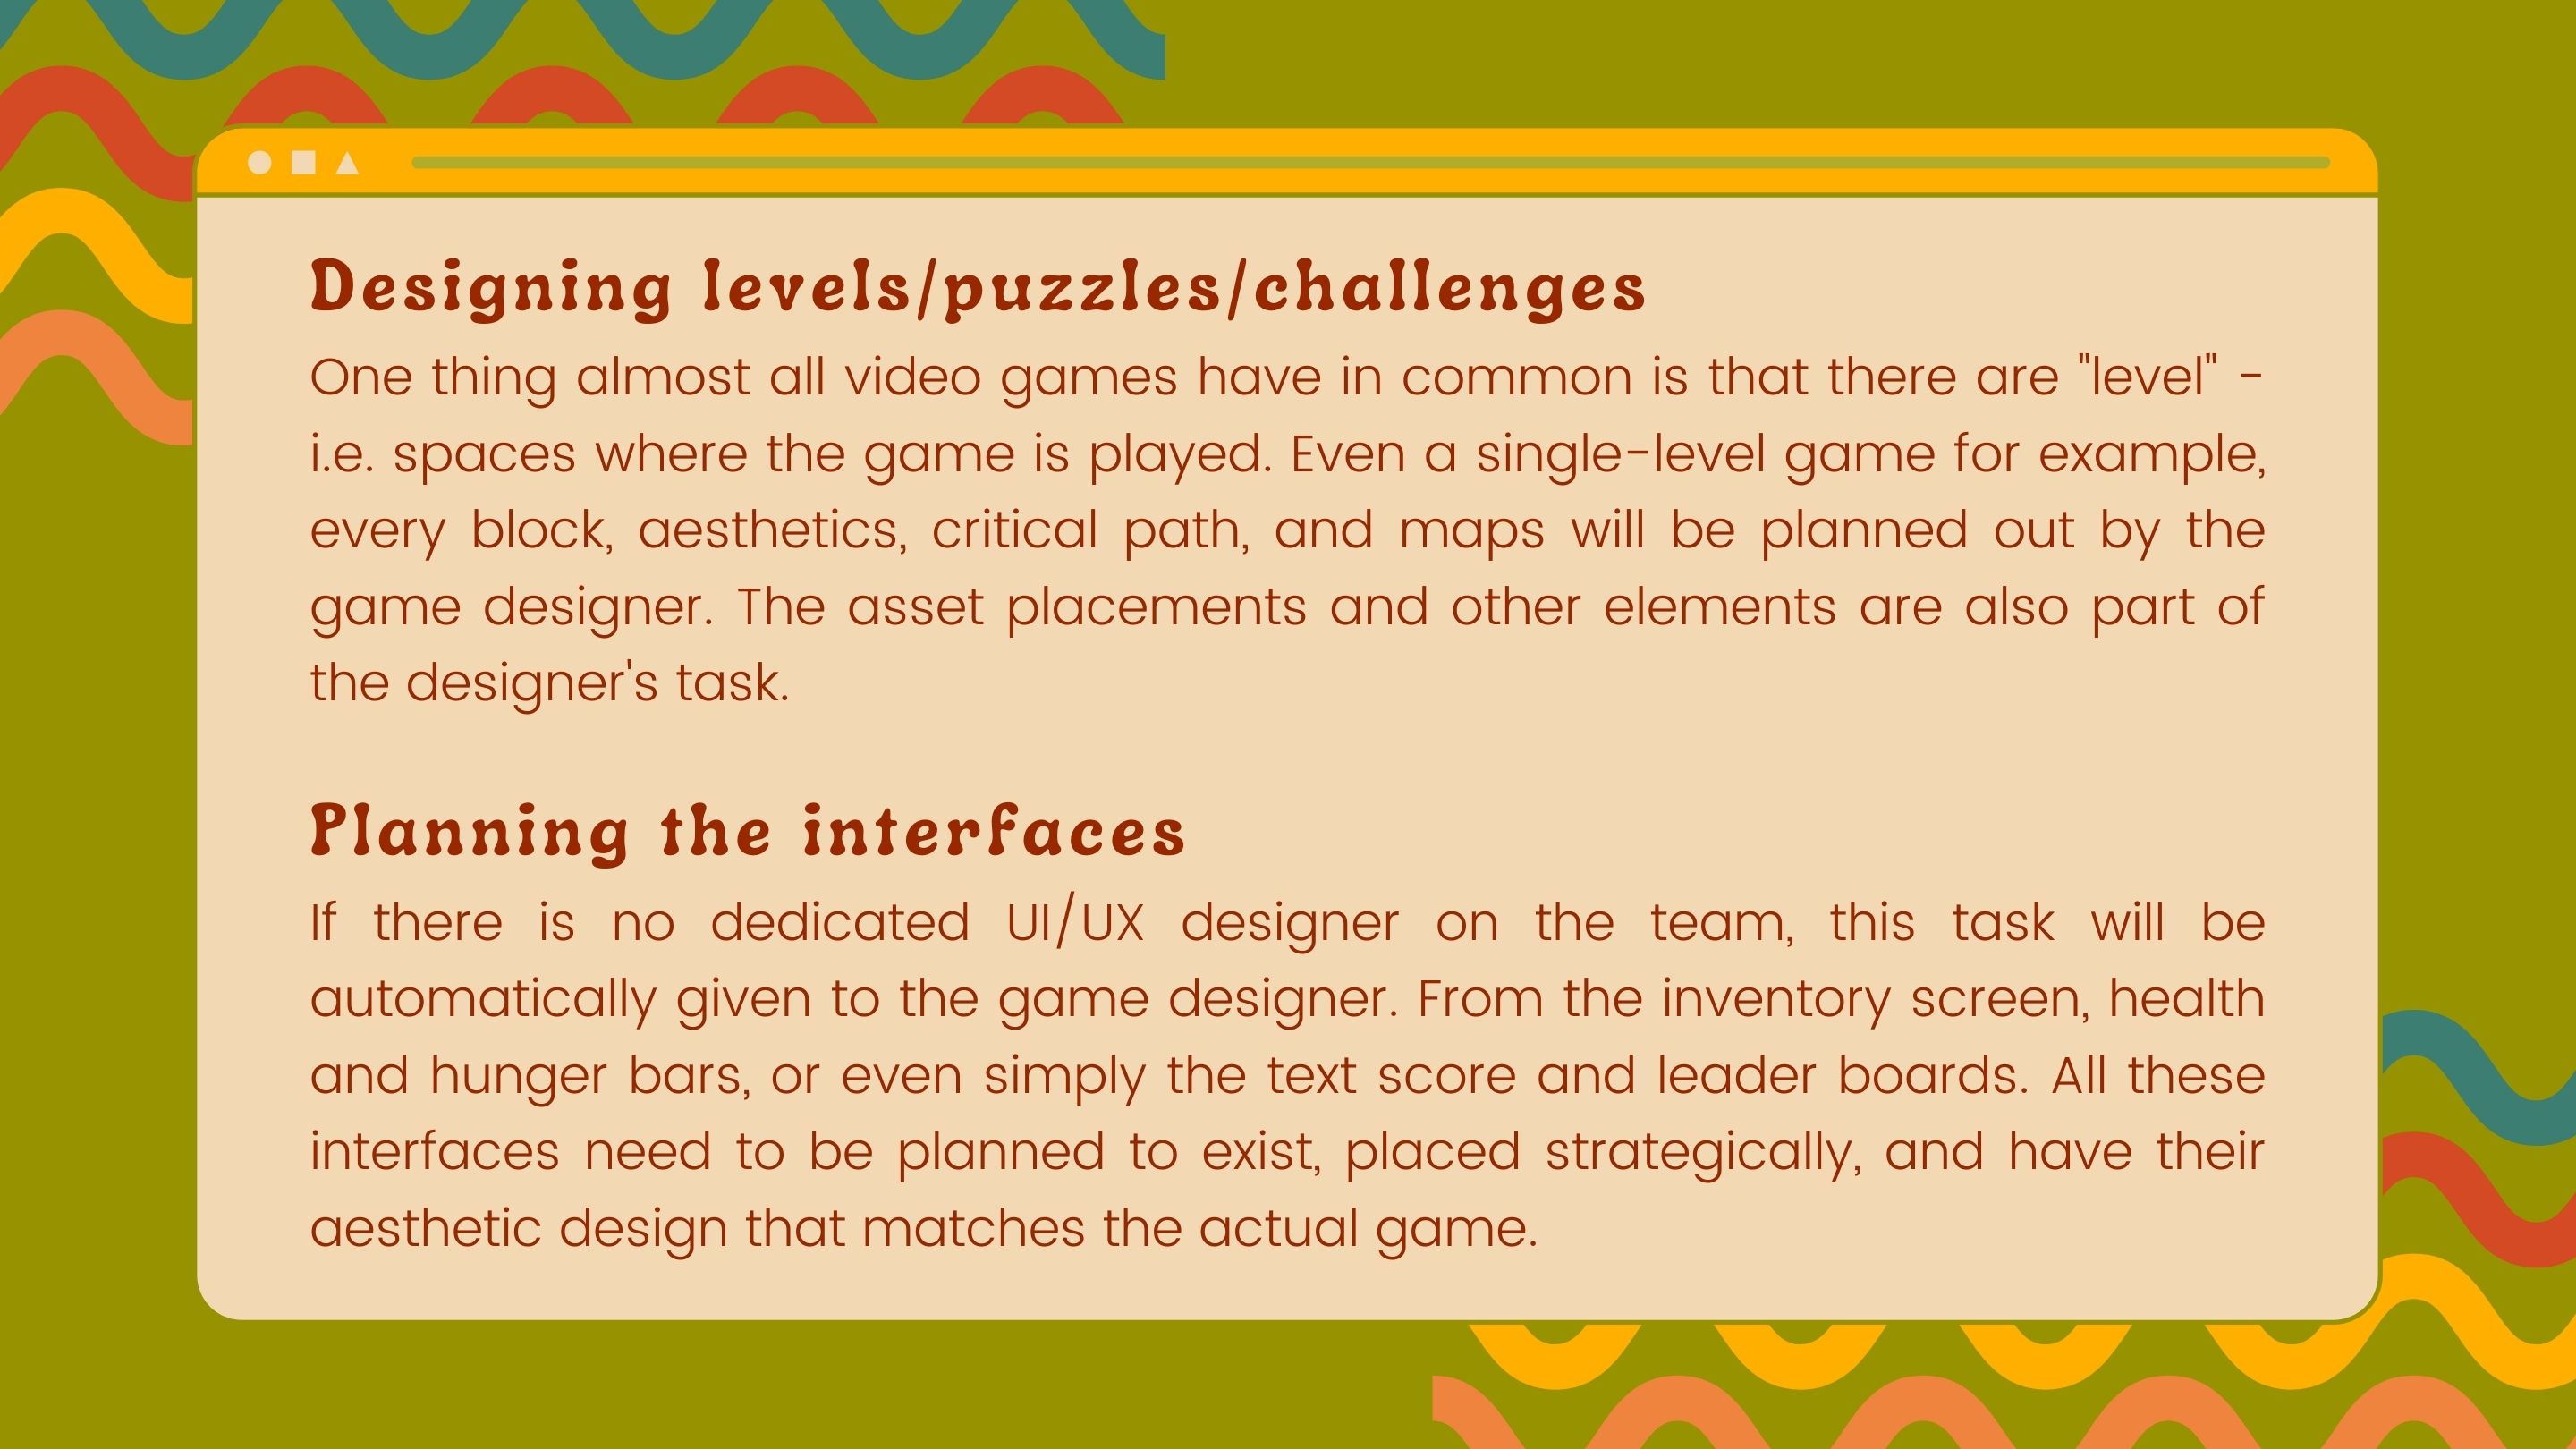 Designing levels/puzzles/challenges
One thing almost all video games have in common is that there are "level" -
i.e. spaces where the game is played. Even a single-level game for example,
every block, aesthetics, critical path, and maps will be planned out by the
game designer. The asset placements and other elements are also part of
the designer's task.
Planning the interfaces
If there is no dedicated UI/UX designer on the team, this task will be
automatically given to the game designer. From the inventory screen, health
and hunger bars, or even simply the text score and leader boards. All these
interfaces need to be planned to exist, placed strategically, and have their
aesthetic design that matches the actual game.